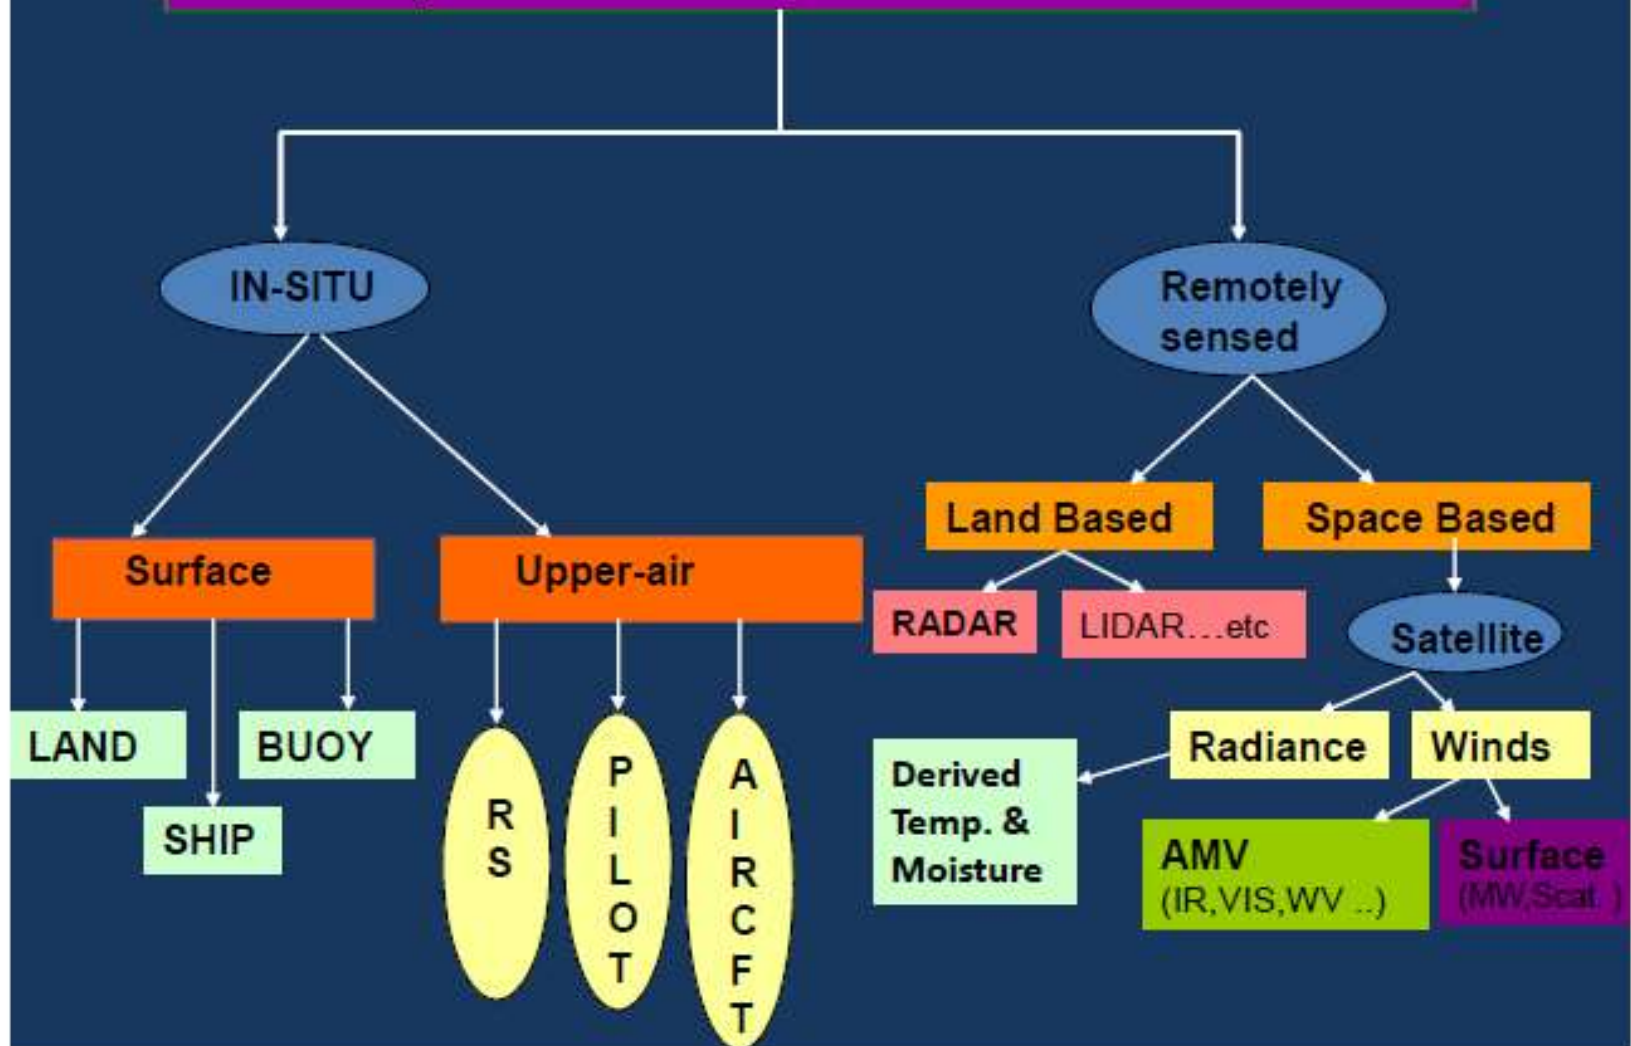 IN-SITU
Remotely
sensed
Land Based
Space Based
Surface
Upper-air
RADAR
LIDAR...etc
Satellite
LAND
BUOY
SHIP
RS
PILOT
AIRCFT
Radiance
Winds
Derived
Temp. &
Moisture
AMV
(IR,VIS,WV ..)
Surface
(MW,Scat. )